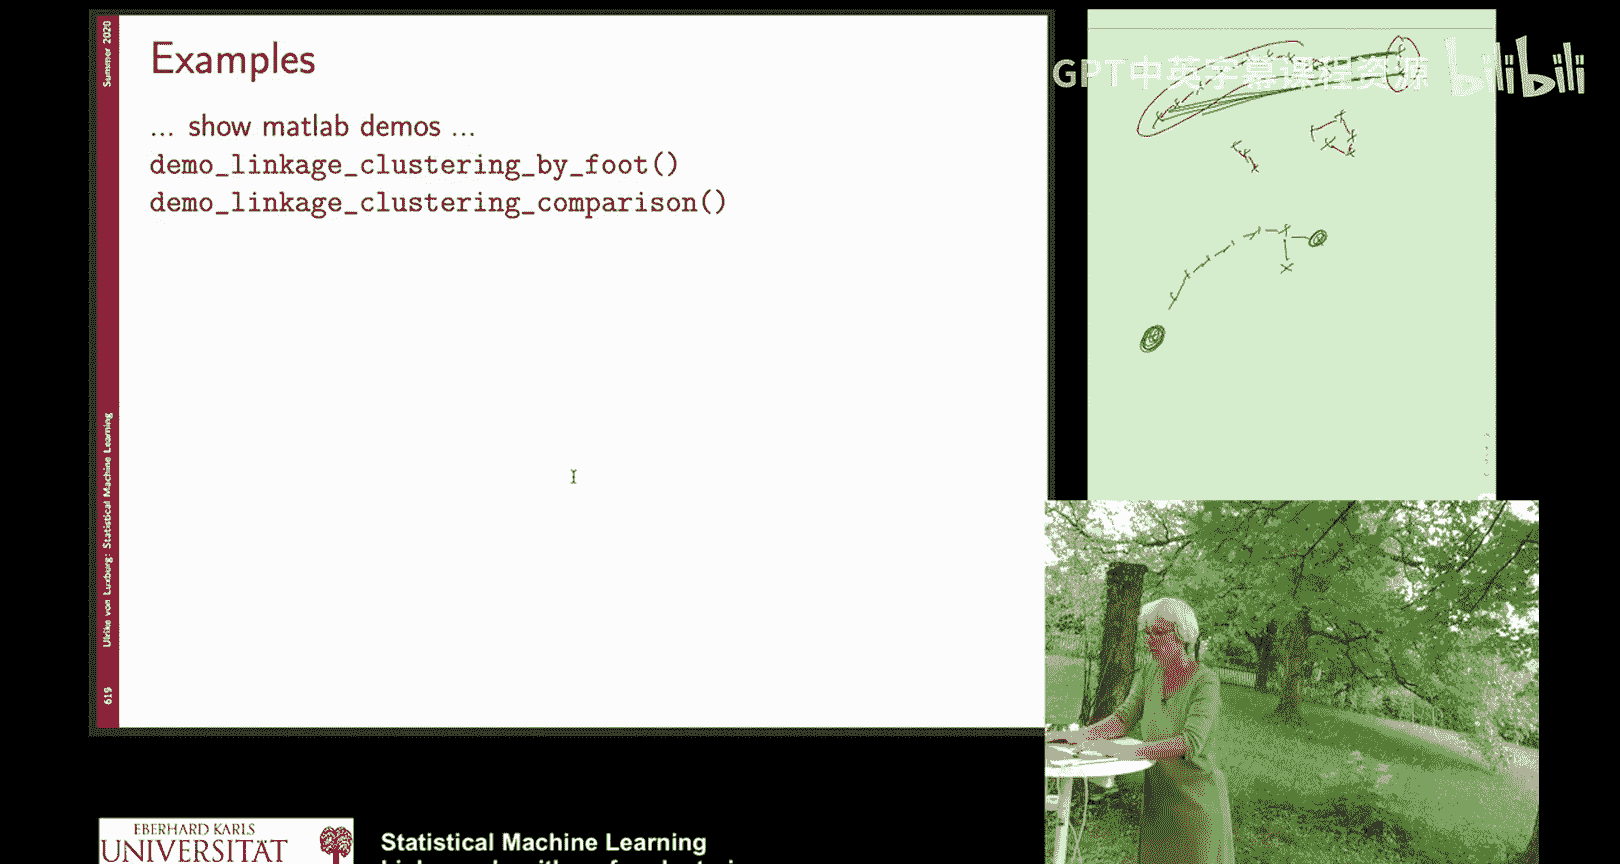 Summer 2020
Examples
... show matlab demos ...
demo_linkage_clustering_by_foot()
demo_linkage_clustering_comparison()
Ulrike von Luxburg: Statistical Machine Learning
619
GPT中英字幕课程资源
bilibili
EBERHARD KARLS
UNIVERSITÄT
Statistical Machine Learning